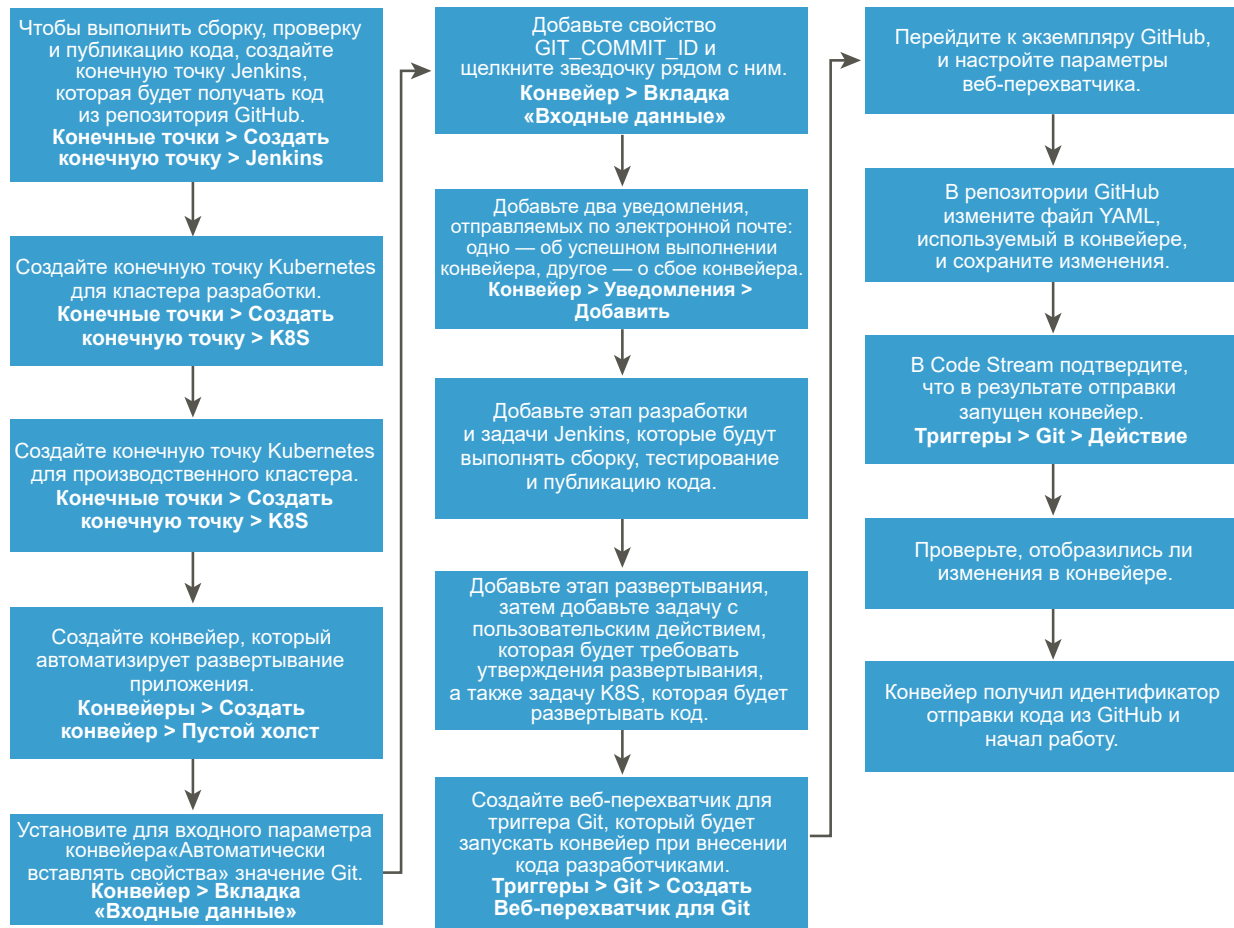 Чтобы выполнить сборку, проверку
и публикацию кода, создайте
конечную точку Jenkins,
которая будет получать код
из репозитория GitHub.
Конечные точки > Создать
конечную точку > Jenkins
Создайте конечную точку Kubernetes
для кластера разработки.
Конечные точки > Создать
конечную точку > K8S
Создайте конечную точку Kubernetes
для производственного кластера.
Конечные точки > Создать
конечную точку > K8S
Создайте конвейер, который
автоматизирует развертывание
приложения.
Конвейеры > Создать
конвейер > Пустой холст
Установите для входного параметра
конвейера«Автоматически
вставлять свойства» значение Git.
Конвейер > Вкладка
«Входные данные»
Добавьте свойство
GIT_COMMIT_ID и
щелкните звездочку рядом с ним.
Конвейер > Вкладка
«Входные данные»
Добавьте два уведомления,
отправляемых по электронной почте:
одно — об успешном выполнении
конвейера, другое — о сбое конвейера.
Конвейер > Уведомления >
Добавить
Добавьте этап разработки
и задачи Jenkins, которые будут
выполнять сборку, тестирование
и публикацию кода.
Добавьте этап развертывания,
затем добавьте задачу с
пользовательским действием,
которая будет требовать
утверждения развертывания,
а также задачу K8S, которая будет
развертывать код.
Создайте веб-перехватчик для
триггера Git, который будет
запускать конвейер при внесении
кода разработчиками.
Триггеры > Git > Создать
Веб-перехватчик для Git
Перейдите к экземпляру GitHub,
и настройте параметры
веб-перехватчика.
В репозитории GitHub
измените файл YAML,
используемый в конвейере,
и сохраните изменения.
В Code Stream подтвердите,
что в результате отправки
запущен конвейер.
Триггеры > Git > Действие
Проверьте, отобразились ли
изменения в конвейере.
Конвейер получил идентификатор
отправки кода из GitHub и
начал работу.